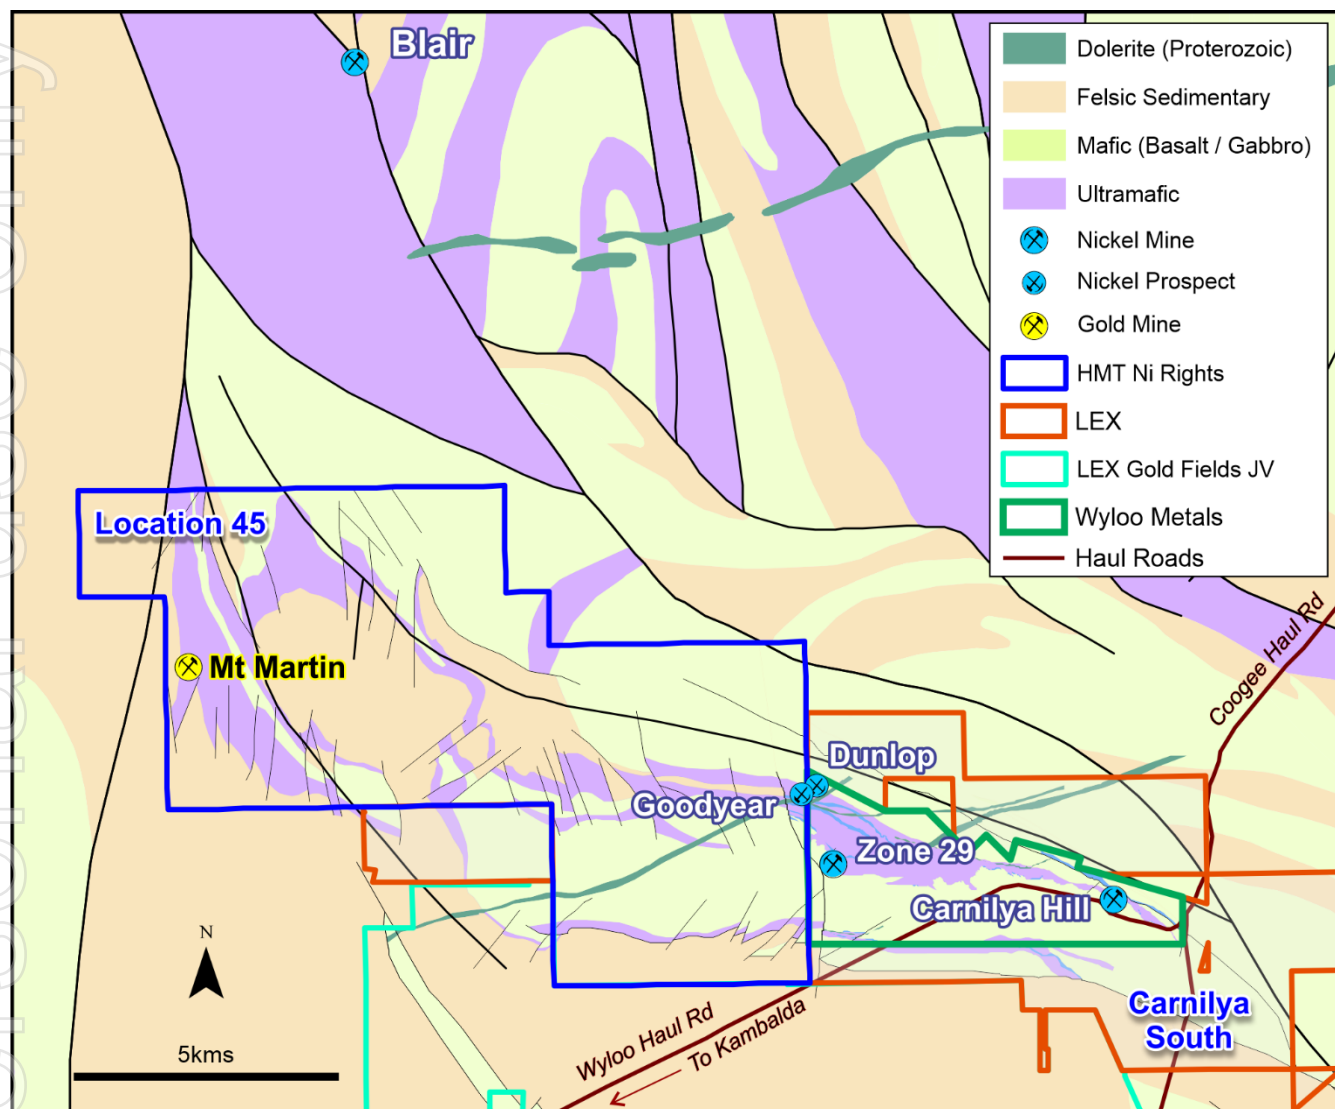 Blair
Dolerite (Proterozoic)
Felsic Sedimentary
Mafic (Basalt / Gabbro)
Ultramafic
Nickel Mine
Nickel Prospect
Gold Mine
HMT Ni Rights
LEX
LEX Gold Fields JV
Wyloo Metals
Haul Roads
Location 45
Mt Martin
Coogee Haul Rd
Dunlop
Goodyear
Zone 29
Carnilya Hill
N
Carnilya
South
5kms
Wyloo Haul Rd
To Kambalda